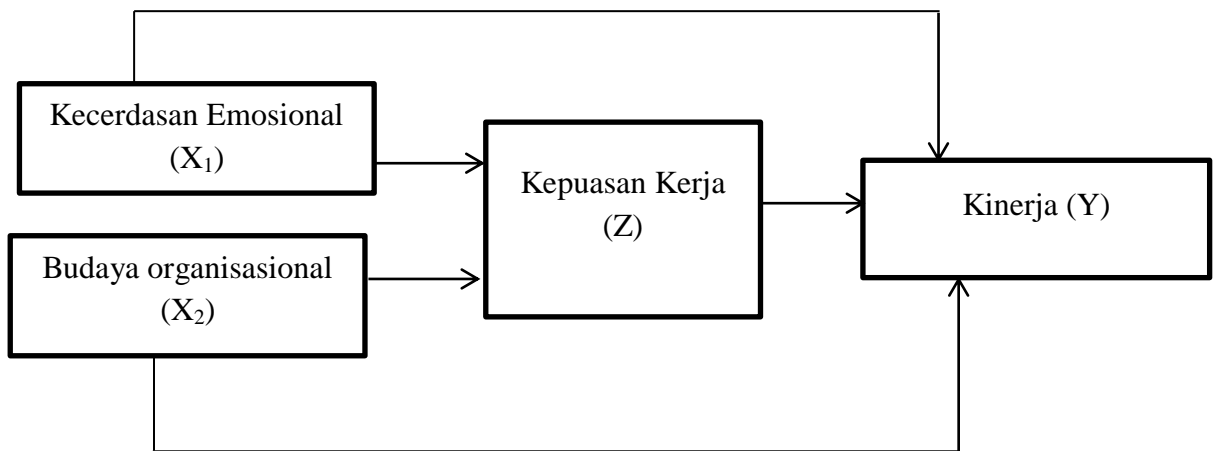 Kecerdasan Emosional
(X₁)
Budaya organisasional
(X₂)
Kepuasan Kerja
(Z)
Kinerja (Y)